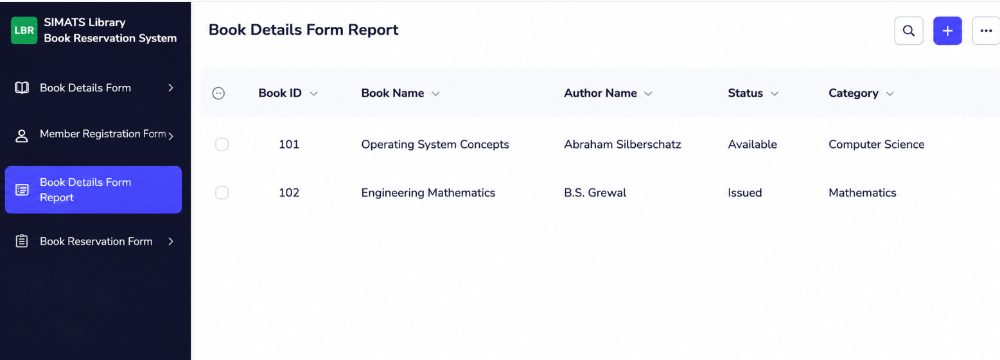 LBR
SIMATS Library
Book Reservation System
Book Details Form
Member Registration Form
Book Details Form
Report
Book Reservation Form
Book Details Form Report
Book ID Book Name Author Name Status Category
101 Operating System Concepts Abraham Silberschatz Available Computer Science
102 Engineering Mathematics B.S. Grewal Issued Mathematics